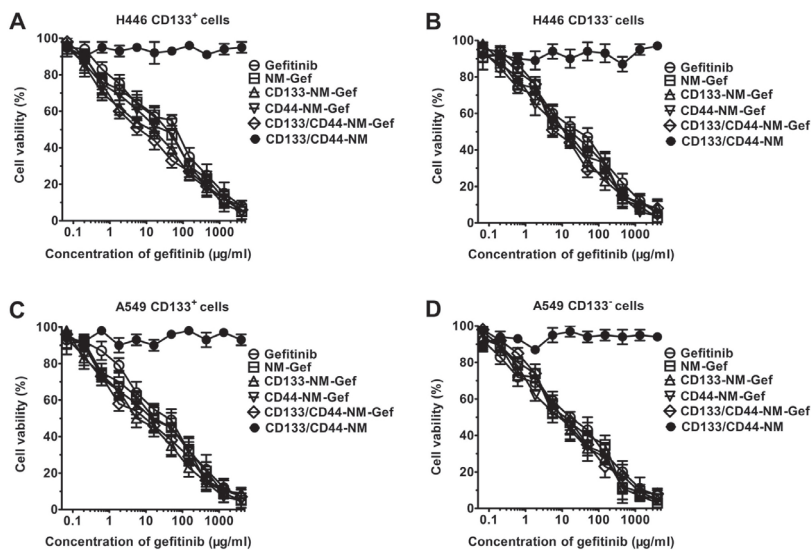 A
H446 CD133⁺ cells
Cell viability (%)
100
80
60
40
20
0
0.1 1 10 100 1000
Concentration of gefitinib (µg/ml)
Gefitinib
NM-Gef
CD133-NM-Gef
CD44-NM-Gef
CD133/CD44-NM-Gef
CD133/CD44-NM
B
H446 CD133⁻ cells
Cell viability (%)
100
80
60
40
20
0
0.1 1 10 100 1000
Concentration of gefitinib (µg/ml)
Gefitinib
NM-Gef
CD133-NM-Gef
CD44-NM-Gef
CD133/CD44-NM-Gef
CD133/CD44-NM
C
A549 CD133⁺ cells
Cell viability (%)
100
80
60
40
20
0
0.1 1 10 100 1000
Concentration of gefitinib (µg/ml)
Gefitinib
NM-Gef
CD133-NM-Gef
CD44-NM-Gef
CD133/CD44-NM-Gef
CD133/CD44-NM
D
A549 CD133⁻ cells
Cell viability (%)
100
80
60
40
20
0
0.1 1 10 100 1000
Concentration of gefitinib (µg/ml)
Gefitinib
NM-Gef
CD133-NM-Gef
CD44-NM-Gef
CD133/CD44-NM-Gef
CD133/CD44-NM